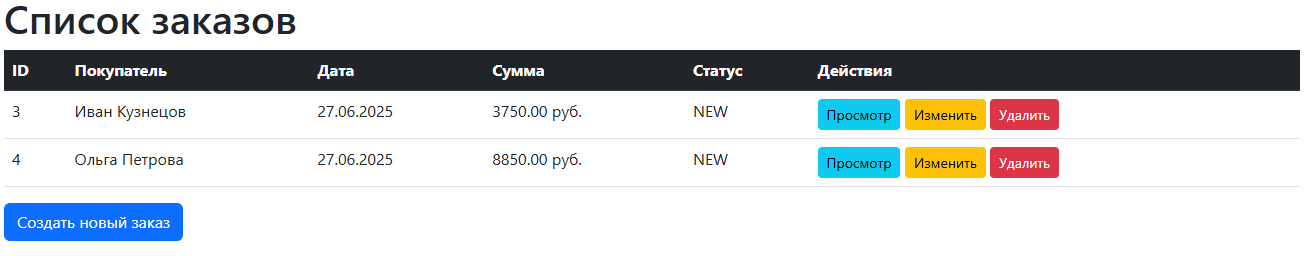 Список заказов
ID Покупатель Дата Сумма Статус Действия
3 Иван Кузнецов 27.06.2025 3750.00 руб. NEW Просмотр Изменить Удалить
4 Ольга Петрова 27.06.2025 8850.00 руб. NEW Просмотр Изменить Удалить
Создать новый заказ